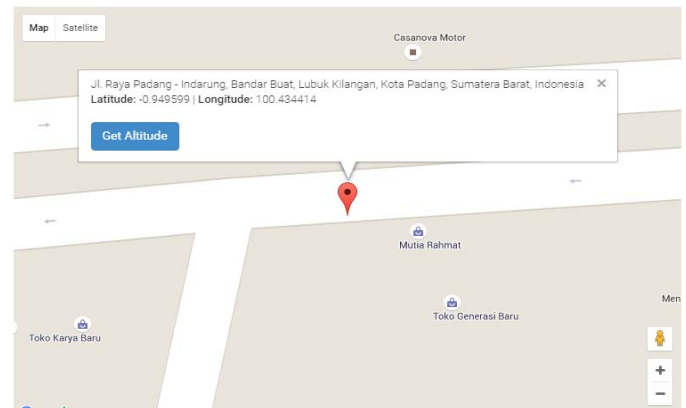 Map Satellite
Casanova Motor
Jl. Raya Padang - Indarung, Bandar Buat, Lubuk Kilangan, Kota Padang, Sumatera Barat, Indonesia
Latitude: -0.949599 | Longitude: 100.434414
Get Altitude
Mutia Rahmat
Men
Toko Generasi Baru
Toko Karya Baru